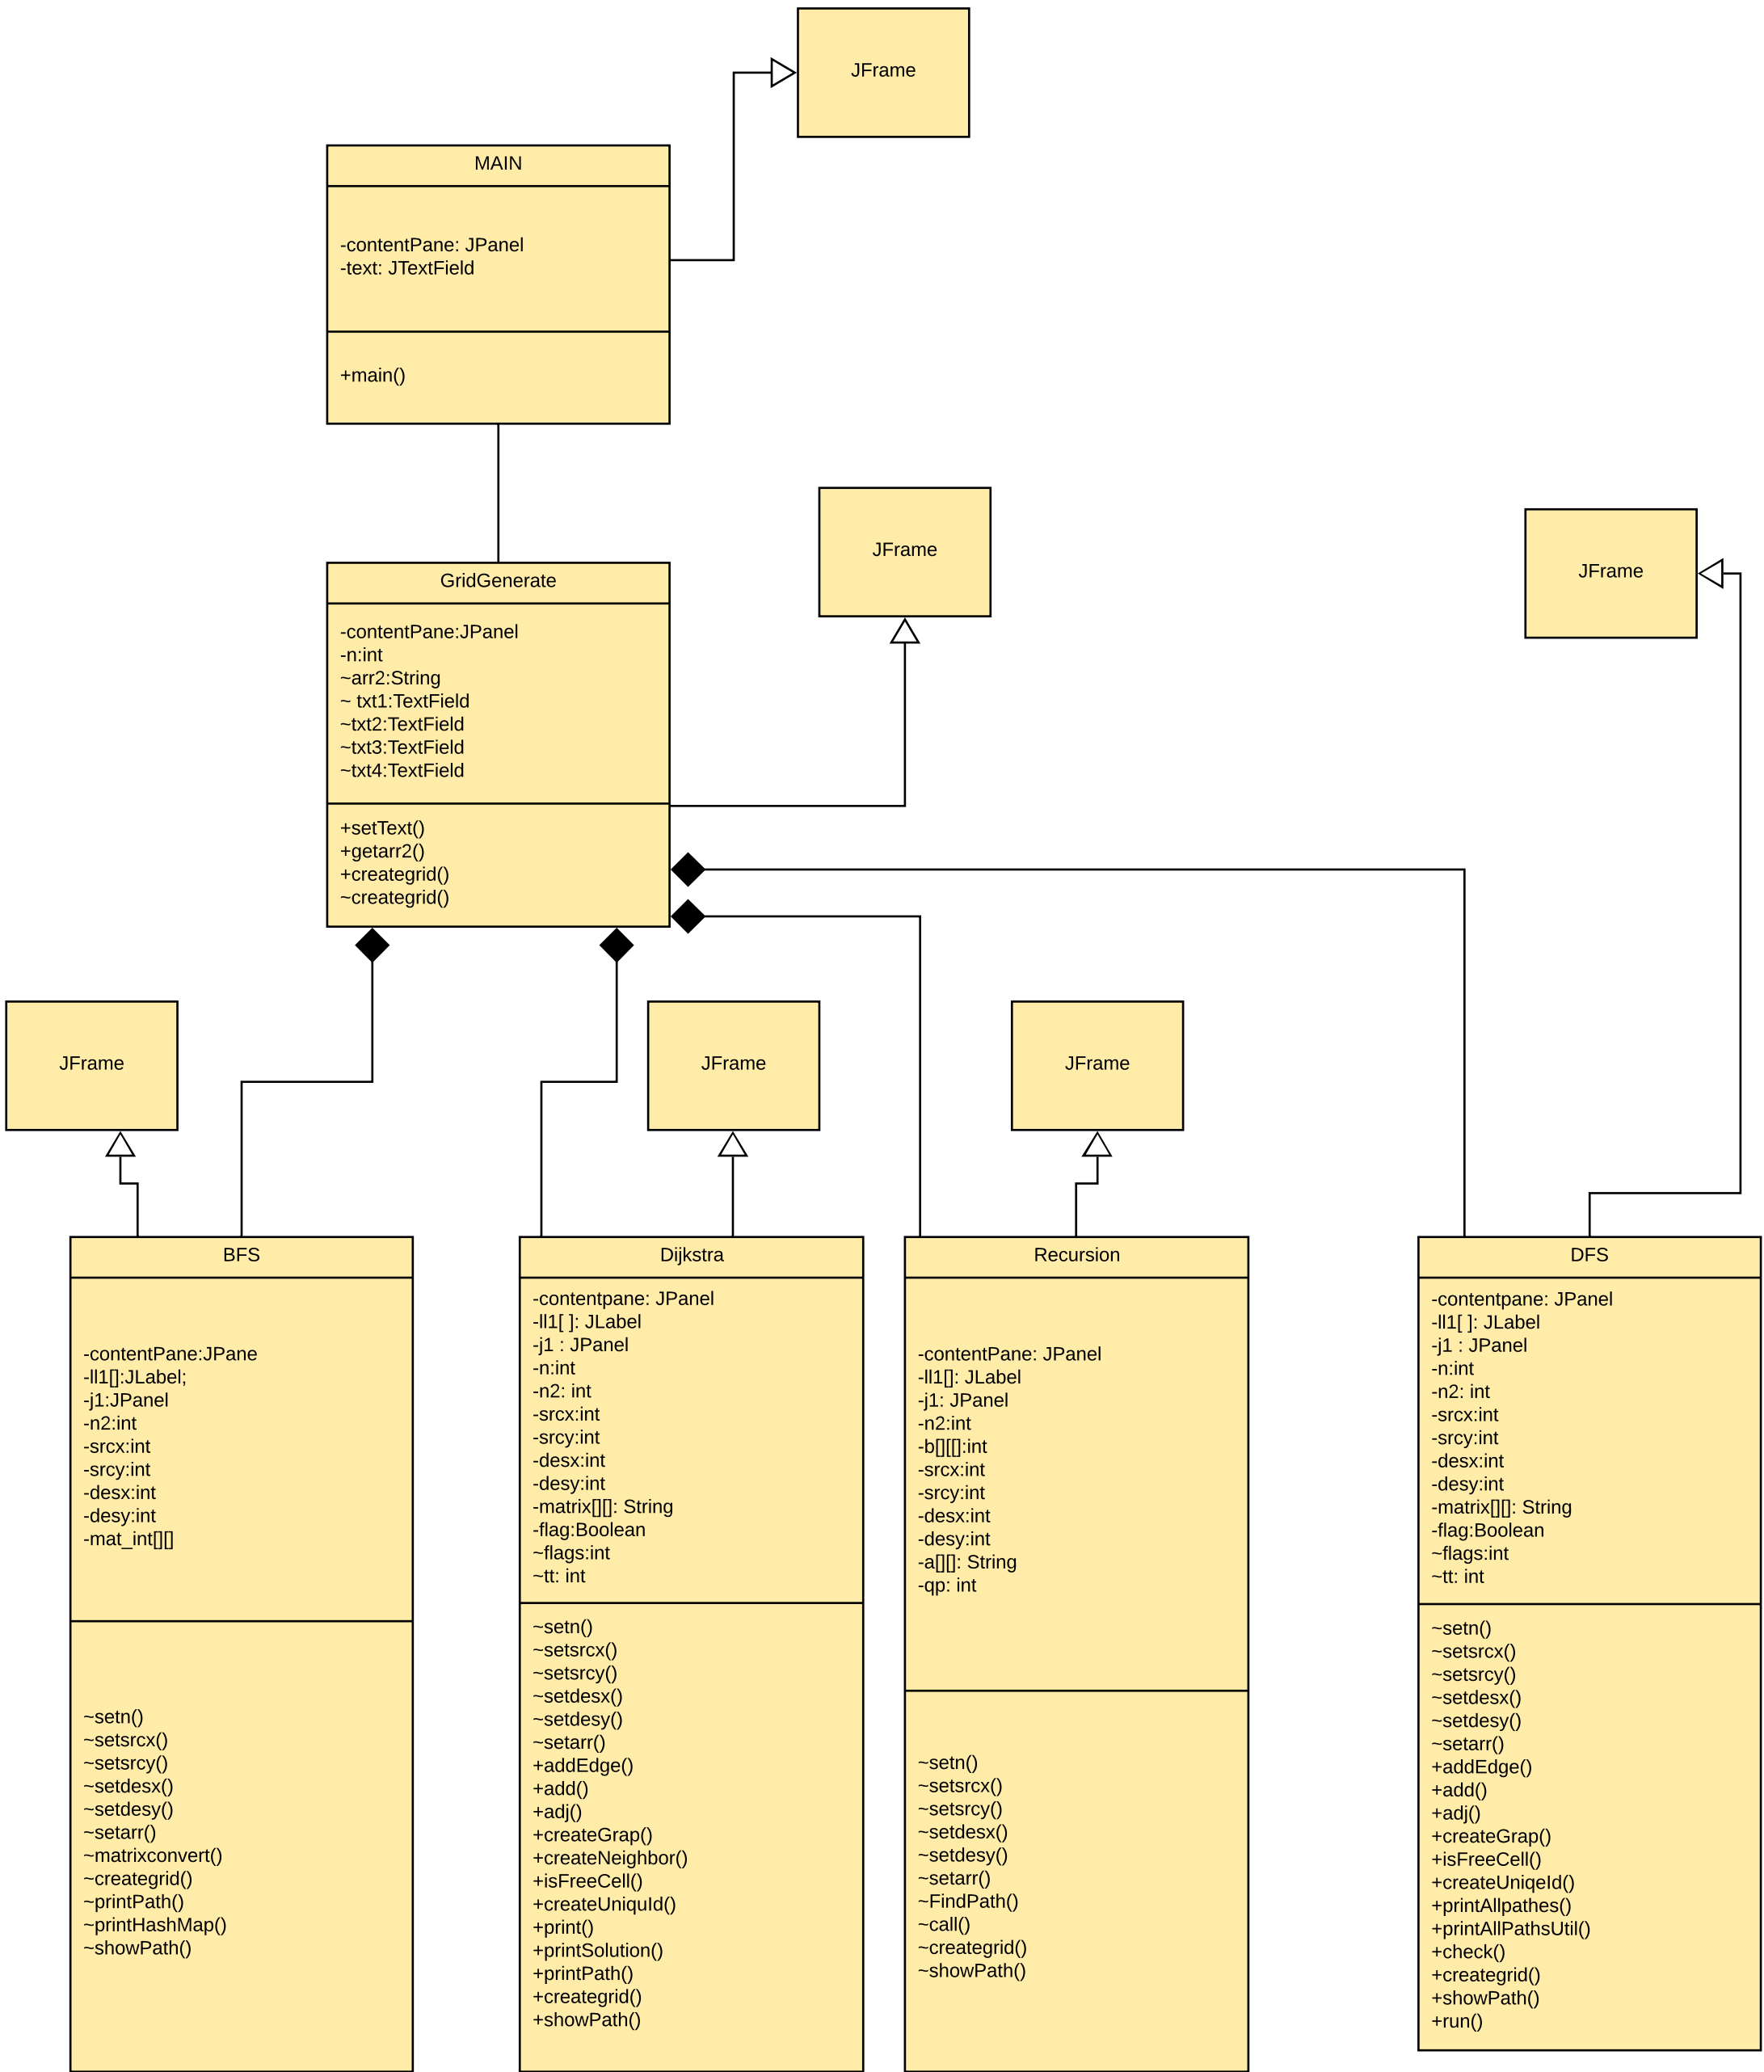 JFrame
MAIN
-contentPane: JPanel
-text: JTextField
+main()
JFrame
JFrame
GridGenerate
-contentPane:JPanel
-n:int
~arr2:String
~ txt1:TextField
~txt2:TextField
~txt3:TextField
~txt4:TextField
+setText()
+getarr2()
+creategrid()
~creategrid()
JFrame
JFrame
JFrame
BFS
-contentPane:JPane
-ll1[]:JLabel;
-j1:JPanel
-n2:int
-srcx:int
-srcy:int
-desx:int
-desy:int
-mat_int[][]
~setn()
~setsrcx()
~setsrcy()
~setdesx()
~setdesy()
~setarr()
~matrixconvert()
~creategrid()
~printPath()
~printHashMap()
~showPath()
Dijkstra
-contentpane: JPanel
-ll1[ ]: JLabel
-j1 : JPanel
-n:int
-n2: int
-srcx:int
-srcy:int
-desx:int
-desy:int
-matrix[][]: String
-flag:Boolean
~flags:int
~tt: int
~setn()
~setsrcx()
~setsrcy()
~setdesx()
~setdesy()
~setarr()
+addEdge()
+add()
+adj()
+createGrap()
+createNeighbor()
+isFreeCell()
+createUniquId()
+print()
+printSolution()
+printPath()
+creategrid()
+showPath()
Recursion
-contentPane: JPanel
-ll1[]: JLabel
-j1: JPanel
-n2:int
-b[][[]:int
-srcx:int
-srcy:int
-desx:int
-desy:int
-a[][]: String
-qp: int
~setn()
~setsrcx()
~setsrcy()
~setdesx()
~setdesy()
~setarr()
~FindPath()
~call()
~creategrid()
~showPath()
DFS
-contentpane: JPanel
-ll1[ ]: JLabel
-j1 : JPanel
-n:int
-n2: int
-srcx:int
-srcy:int
-desx:int
-desy:int
-matrix[][]: String
-flag:Boolean
~flags:int
~tt: int
~setn()
~setsrcx()
~setsrcy()
~setdesx()
~setdesy()
~setarr()
+addEdge()
+add()
+adj()
+createGrap()
+isFreeCell()
+createUniqeId()
+printAllpathes()
+printAllPathsUtil()
+check()
+creategrid()
+showPath()
+run()